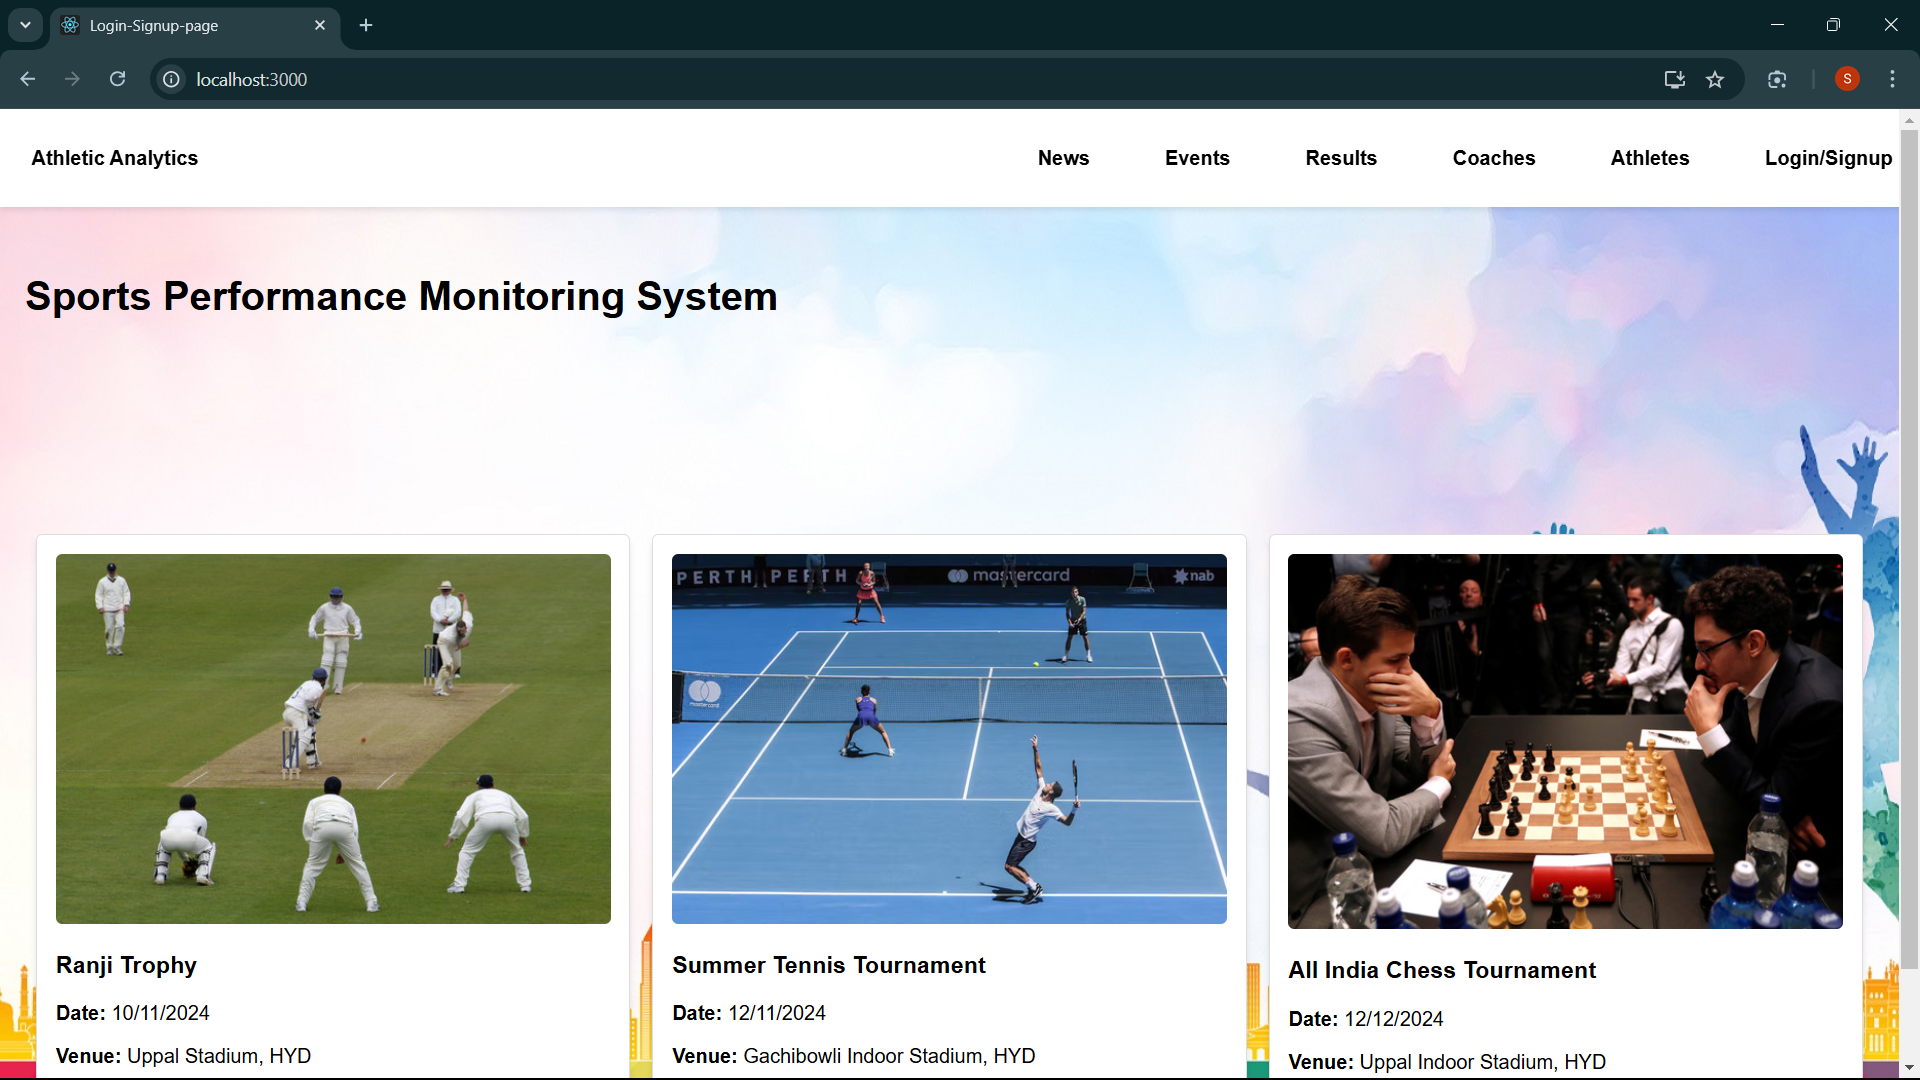 Login-Signup-page
localhost:3000
S
Athletic Analytics
News
Events
Results
Coaches
Athletes
Login/Signup
Sports Performance Monitoring System
PERTH PERTH
mastercard
nab
mastercard
Ranji Trophy
Date: 10/11/2024
Venue: Uppal Stadium, HYD
Summer Tennis Tournament
Date: 12/11/2024
Venue: Gachibowli Indoor Stadium, HYD
All India Chess Tournament
Date: 12/12/2024
Venue: Uppal Indoor Stadium, HYD